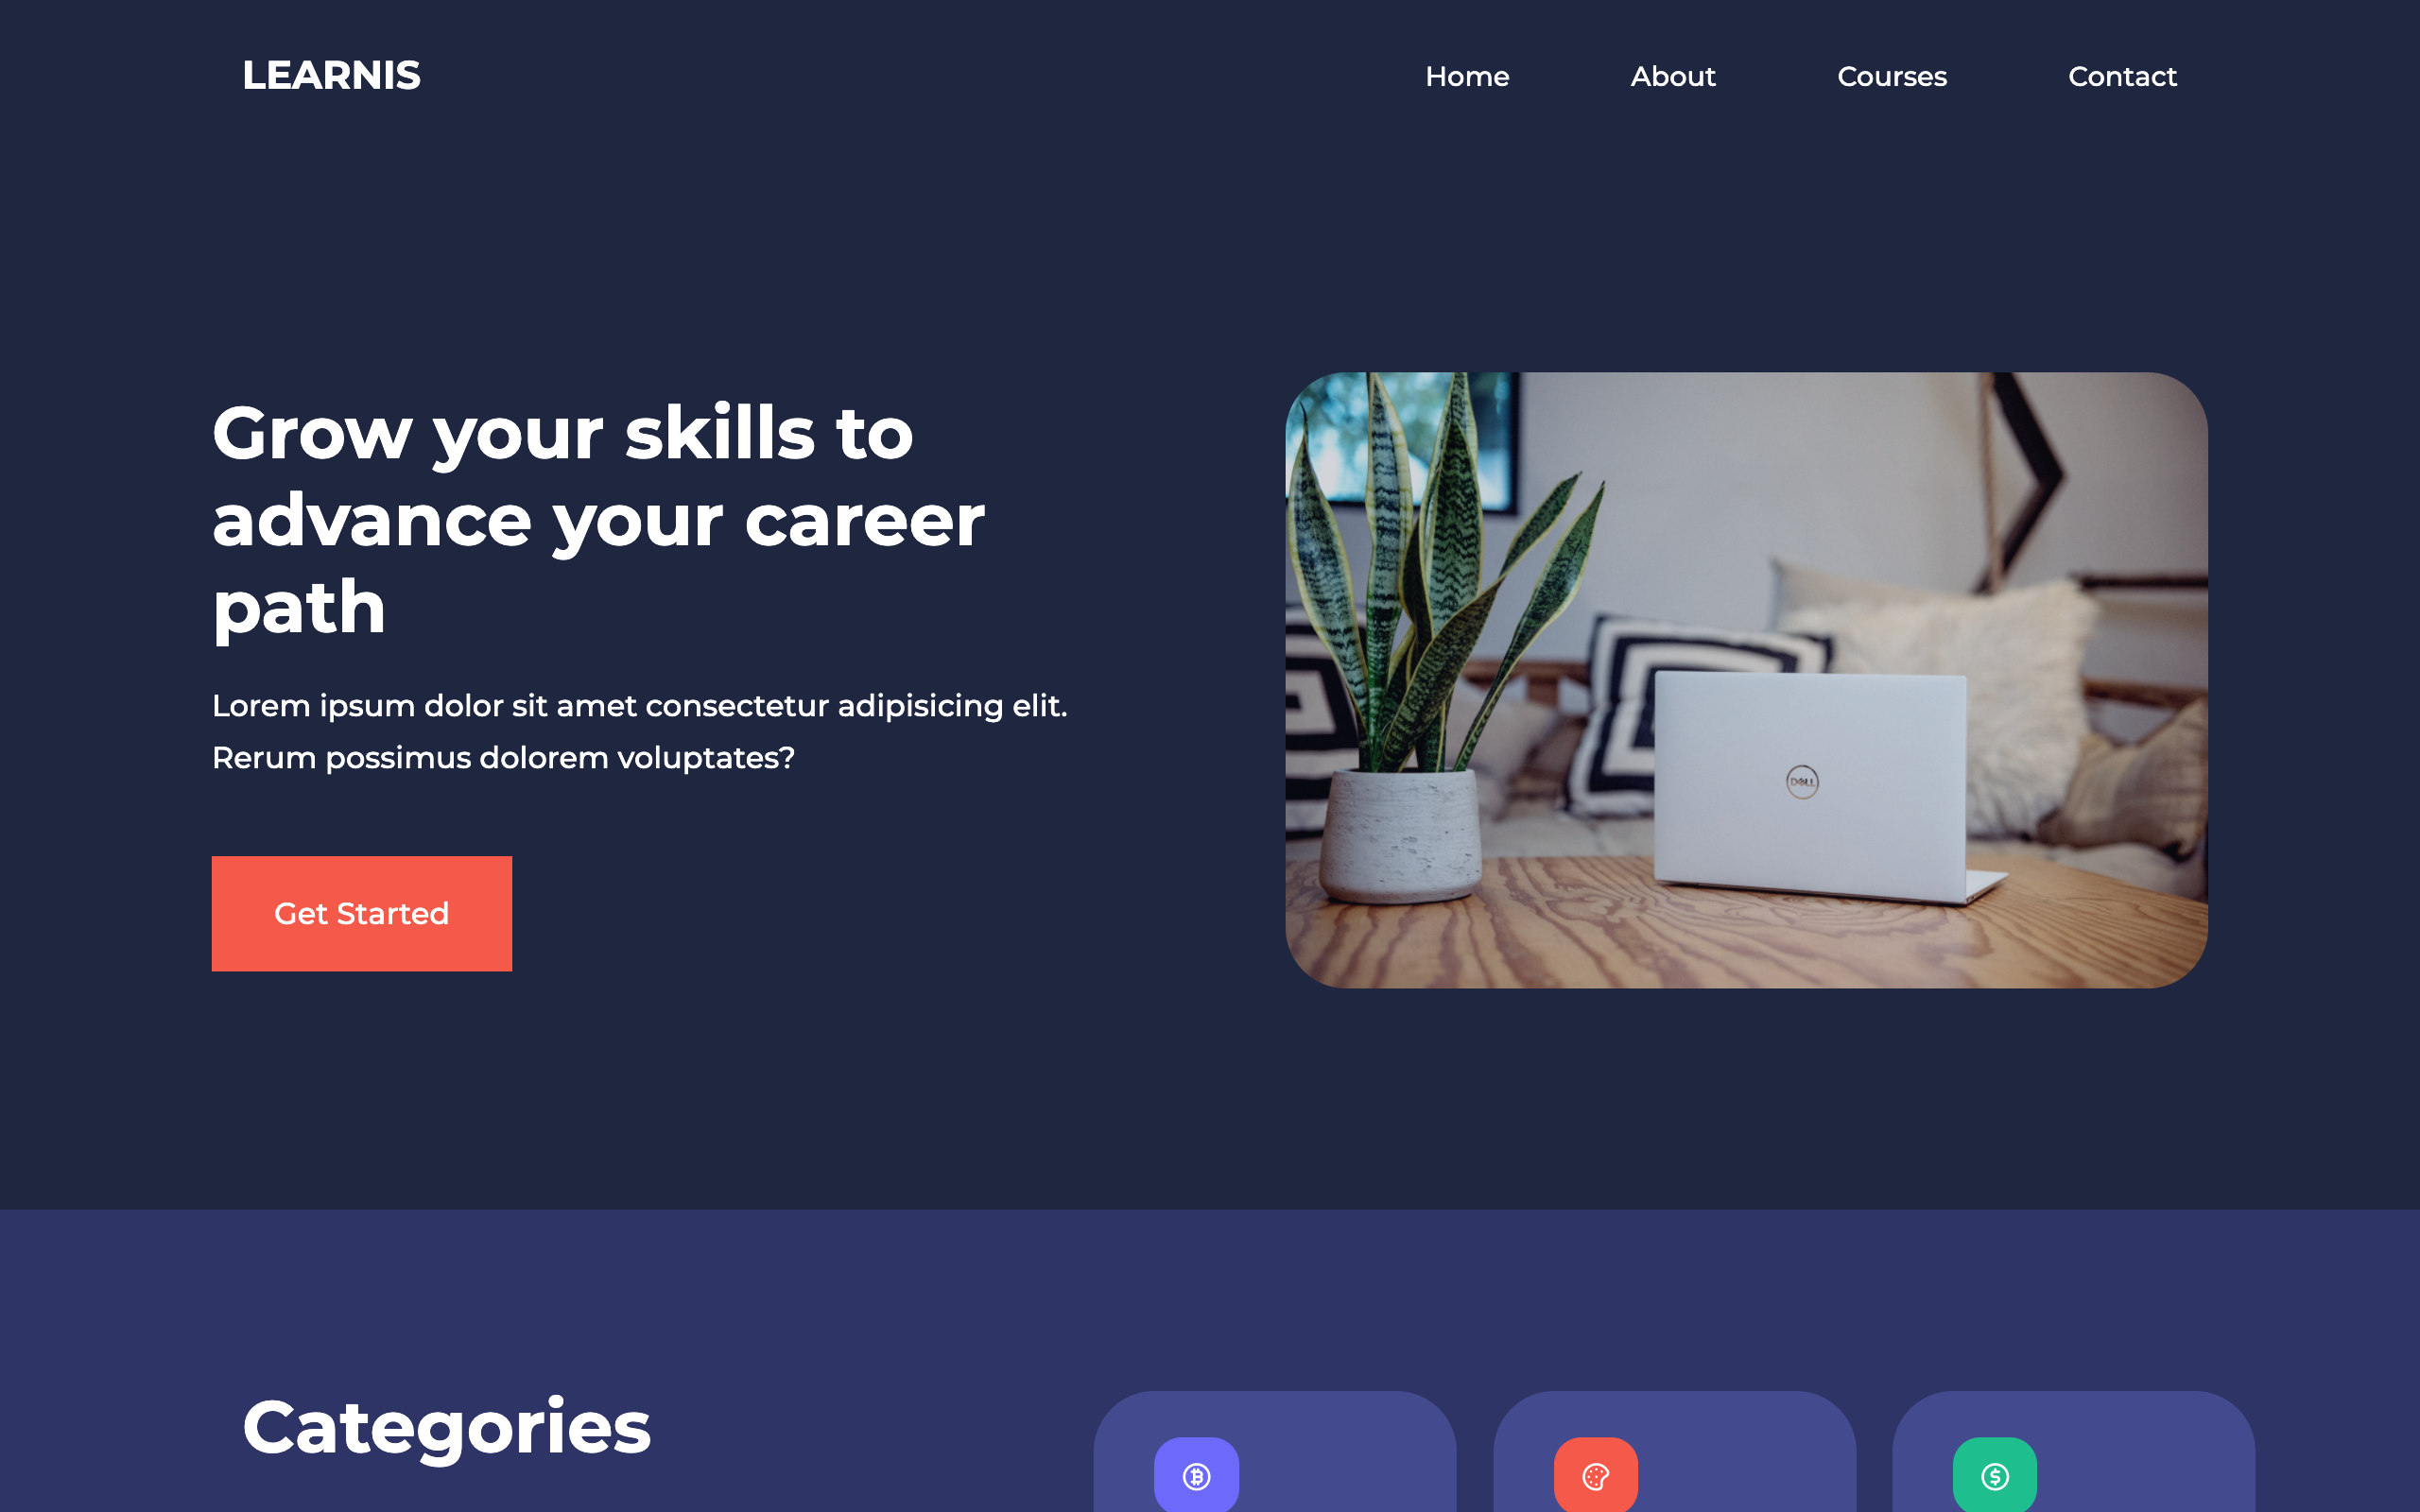 LEARNIS
Home
About
Courses
Contact
Grow your skills to
advance your career
path
Lorem ipsum dolor sit amet consectetur adipisicing elit.
Rerum possimus dolorem voluptates?
Get Started
DELL
Categories